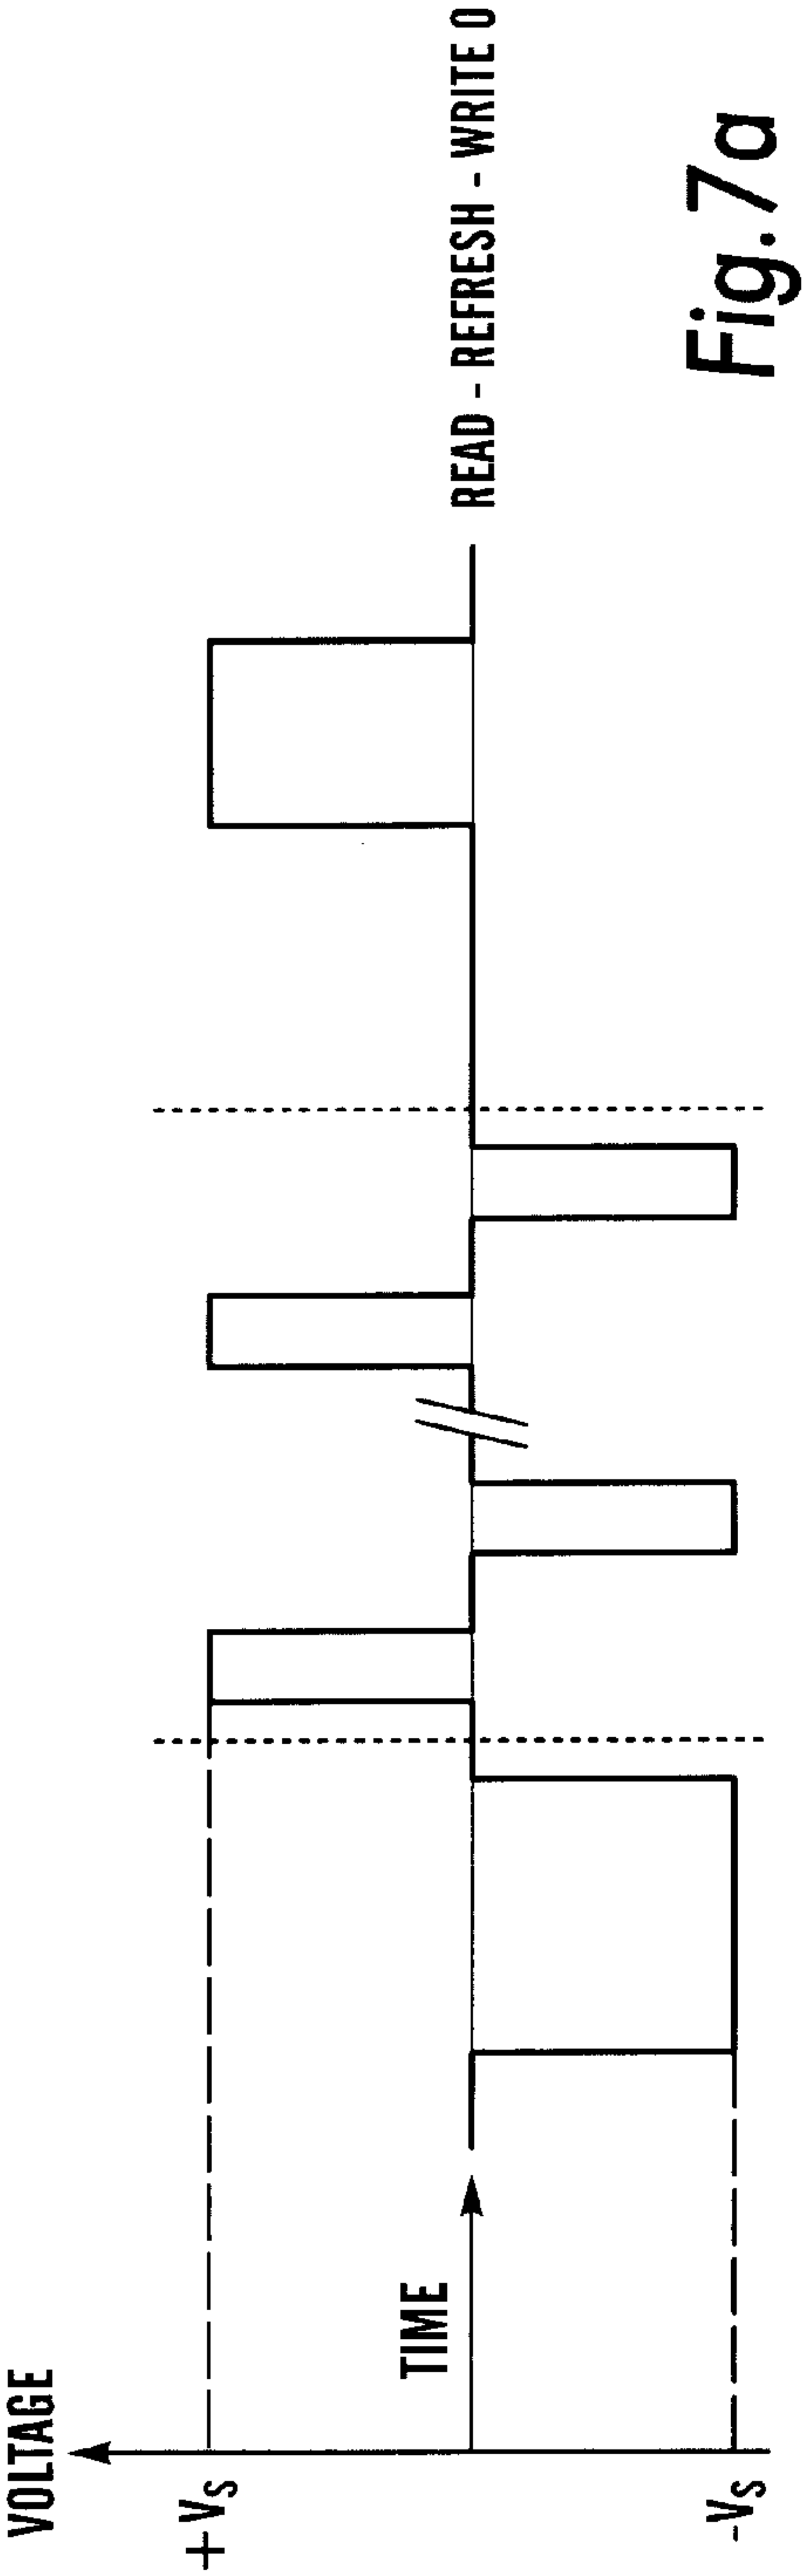 VOLTAGE
+VS
TIME
-VS
READ - REFRESH - WRITE 0
Fig.7a